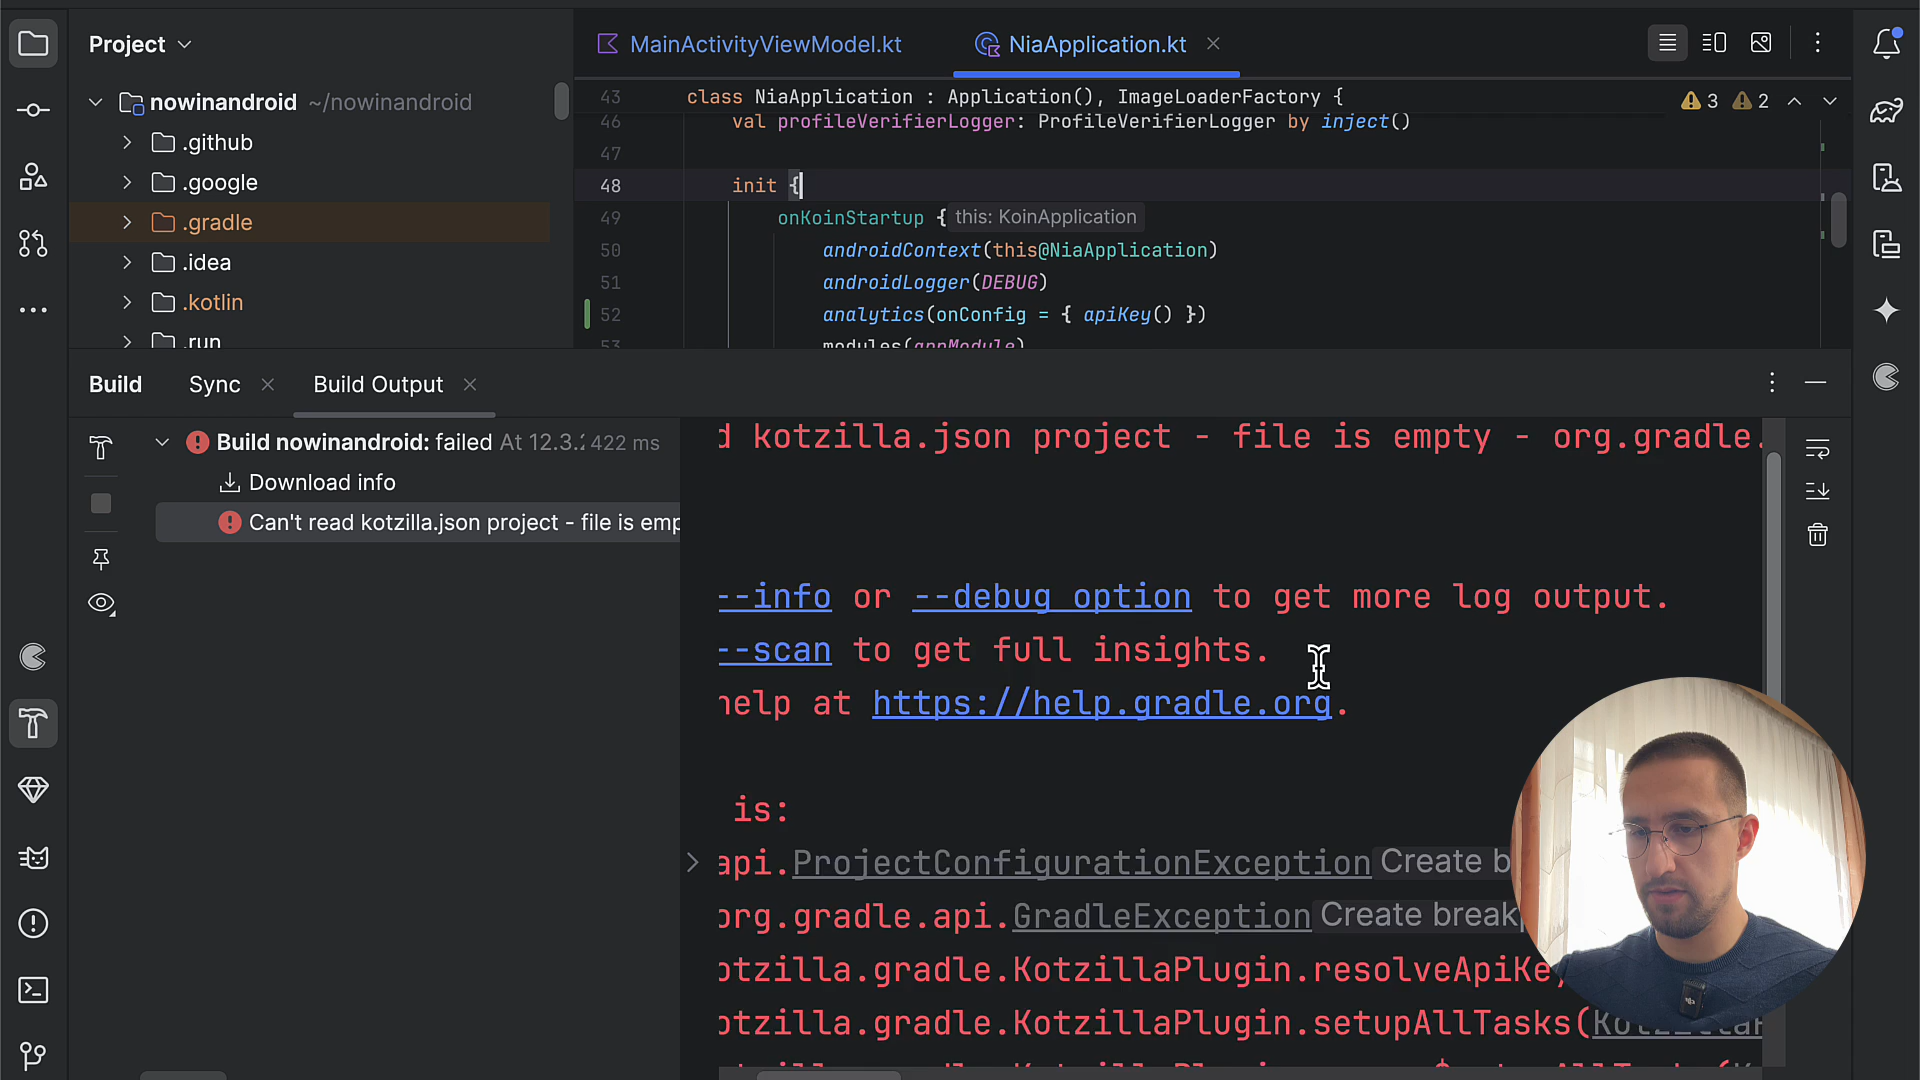 Project
MainActivityViewModel.kt
NiaApplication.kt
nowinandroid ~/nowinandroid
.github
.google
.gradle
.idea
.kotlin
.run
43 class NiaApplication : Application(), ImageLoaderFactory {
3 2
46 val profileVerifierLogger: ProfileVerifierLogger by inject()
47
48 init {
49 onKoinStartup { this: KoinApplication
50 androidContext(this@NiaApplication)
51 androidLogger(DEBUG)
52 analytics(onConfig = { apiKey() })
53 modules(appModule)
Build
Sync
Build Output
Build nowinandroid: failed At 12.3.2 422 ms
Download info
Can't read kotzilla.json project - file is emp
d kotzilla.json project - file is empty - org.gradle.
--info or --debug option to get more log output.
--scan to get full insights.
help at https://help.gradle.org.
is:
api.ProjectConfigurationException Create b
org.gradle.api.GradleException Create break
otzilla.gradle.KotzillaPlugin.resolveApiKey
otzilla.gradle.KotzillaPlugin.setupAllTasks(